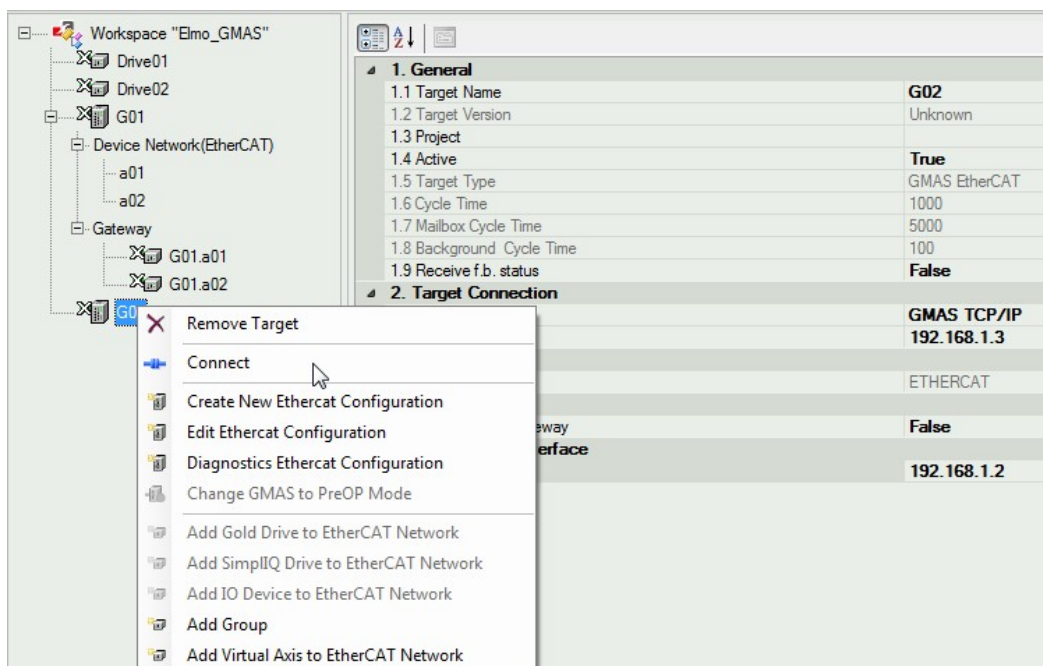 Workspace "Elmo_GMAS"
Drive01
Drive02
G01
Device Network(EtherCAT)
a01
a02
Gateway
G01.a01
G01.a02
Remove Target
Connect
Create New Ethercat Configuration
Edit Ethercat Configuration
Diagnostics Ethercat Configuration
Change GMAS to PreOP Mode
Add Gold Drive to EtherCAT Network
Add SimplIQ Drive to EtherCAT Network
Add IO Device to EtherCAT Network
Add Group
Add Virtual Axis to EtherCAT Network
1. General
1.1 Target Name G02
1.2 Target Version Unknown
1.3 Project
1.4 Active True
1.5 Target Type GMAS EtherCAT
1.6 Cycle Time 1000
1.7 Mailbox Cycle Time 5000
1.8 Background Cycle Time 100
1.9 Receive f.b. status False
2. Target Connection
GMAS TCP/IP
192.168.1.3
ETHERCAT
False
192.168.1.2